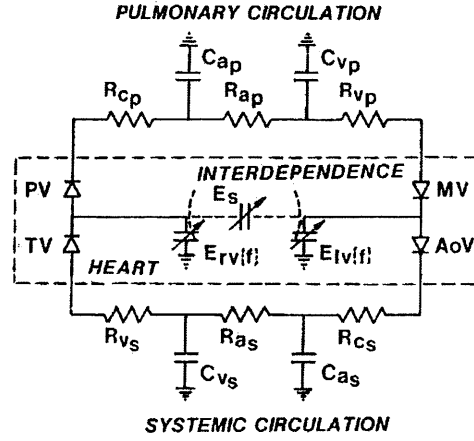 PULMONARY CIRCULATION
Cap Cvp
Rcp Rap Rvp
INTERDEPENDENCE
PV Es MV
TV Erv{f} Elv{f} AoV
HEART
Rvs Ras Rcs
Cvs Cas
SYSTEMIC CIRCULATION